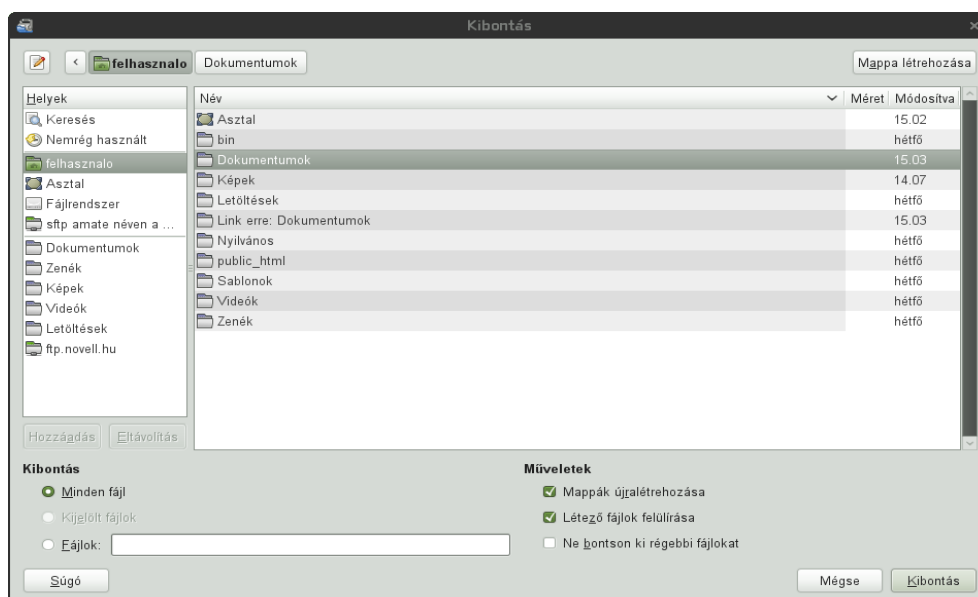 Kibontás
felhasznalo Dokumentumok Mappa létrehozása
Helyek
Keresés
Nemrég használt
felhasznalo
Asztal
Fájlrendszer
sftp amate néven a ...
Dokumentumok
Zenék
Képek
Videók
Letöltések
ftp.novell.hu
Hozzáadás Eltávolítás
Név Méret Módosítva
Asztal 15.02
bin hétfő
Dokumentumok 15.03
Képek 14.07
Letöltések hétfő
Link erre: Dokumentumok 15.03
Nyilvános hétfő
public_html hétfő
Sablonok hétfő
Videók hétfő
Zenék hétfő
Kibontás
Minden fájl
Kijelölt fájlok
Fájlok:
Műveletek
Mappák újralétrehozása
Létező fájlok felülírása
Ne bontson ki régebbi fájlokat
Súgó Mégse Kibontás